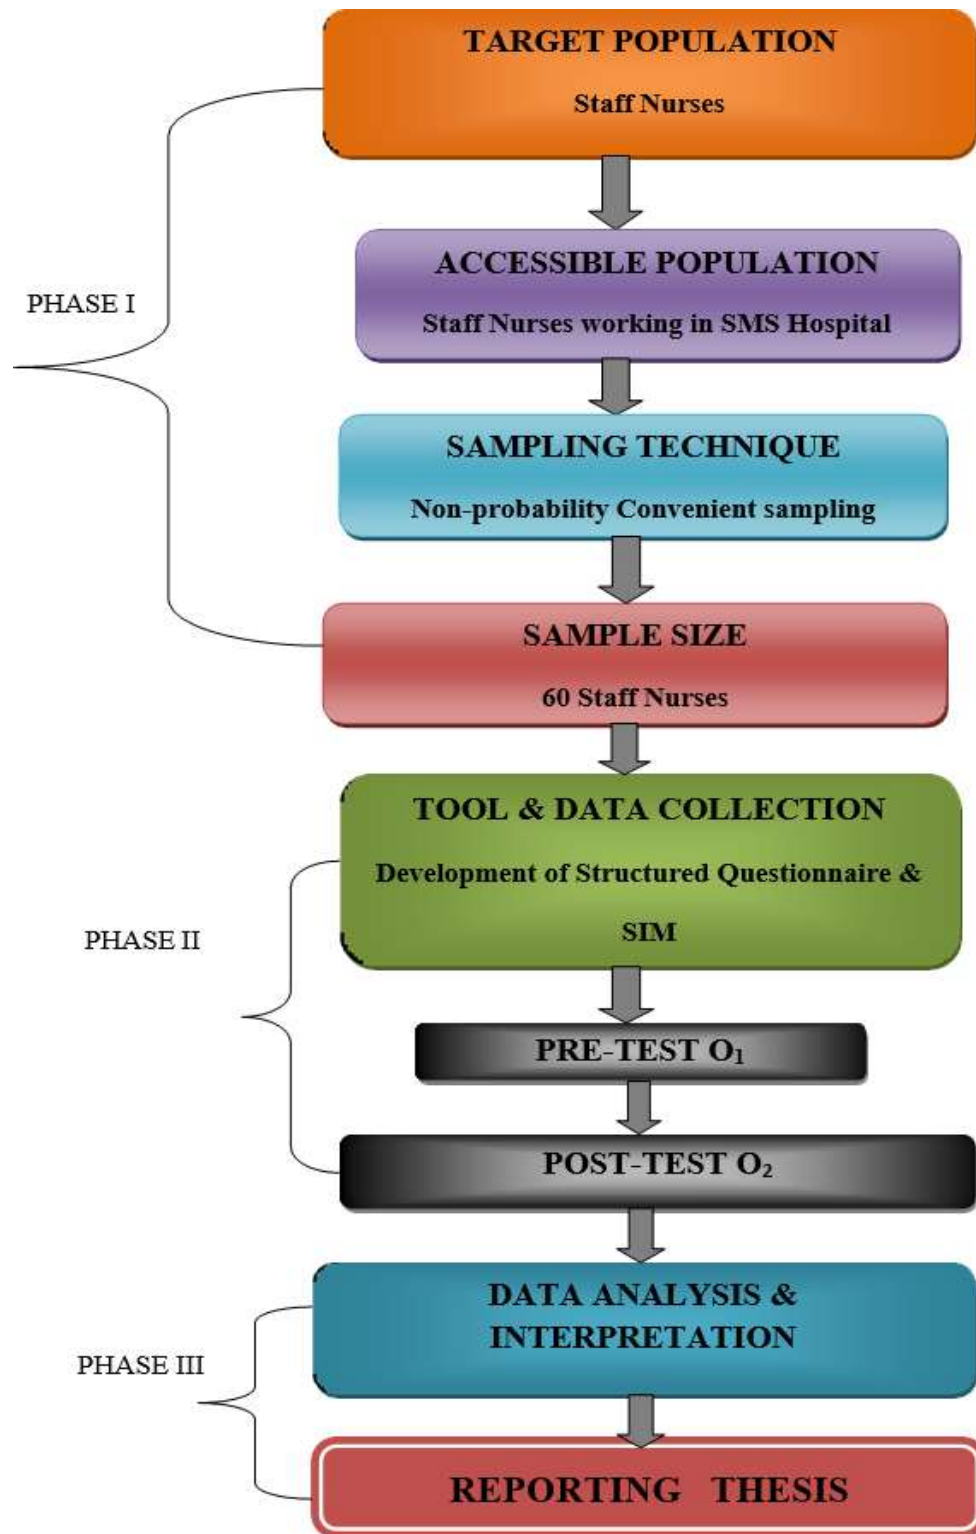 TARGET POPULATION
Staff Nurses
PHASE I
ACCESSIBLE POPULATION
Staff Nurses working in SMS Hospital
SAMPLING TECHNIQUE
Non-probability Convenient sampling
SAMPLE SIZE
60 Staff Nurses
TOOL & DATA COLLECTION
Development of Structured Questionnaire &
SIM
PHASE II
PRE-TEST O₁
POST-TEST O₂
DATA ANALYSIS &
INTERPRETATION
PHASE III
REPORTING THESIS